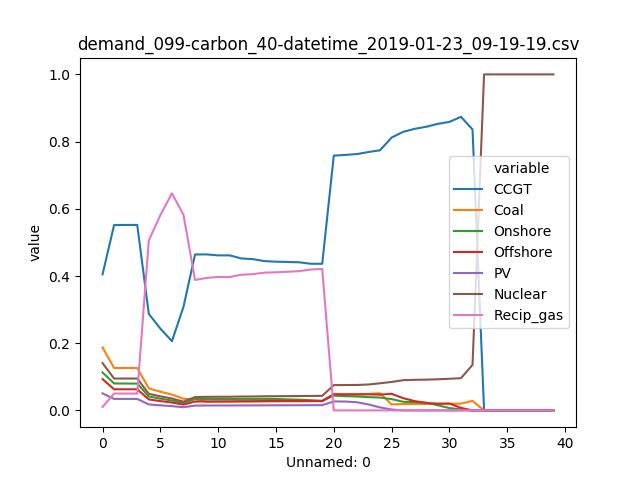 demand_099-carbon_40-datetime_2019-01-23_09-19-19.csv
1.0
0.8
0.6
0.4
0.2
0.0
value
variable
CCGT
Coal
Onshore
Offshore
PV
Nuclear
Recip_gas
0 5 10 15 20 25 30 35 40
Unnamed: 0